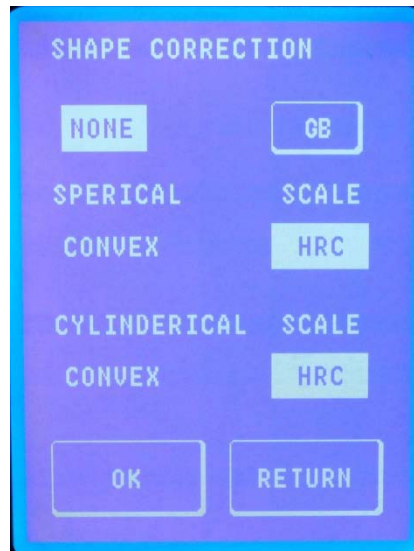 SHAPE CORRECTION
NONE GB
SPERICAL SCALE
CONVEX HRC
CYLINDERICAL SCALE
CONVEX HRC
OK RETURN